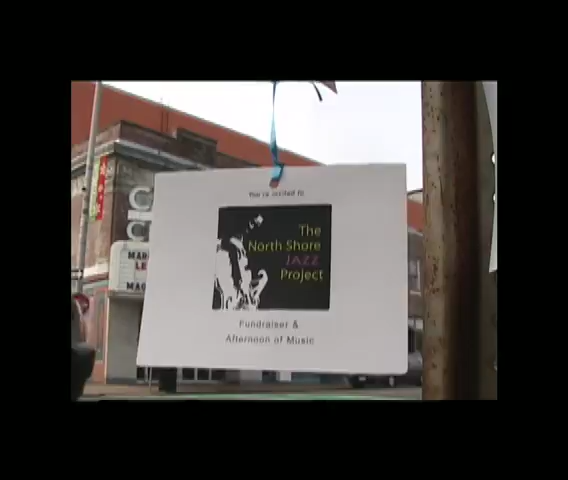 You're invited to
The
North Shore
JAZZ
Project
Fundraiser &
Afternoon of Music